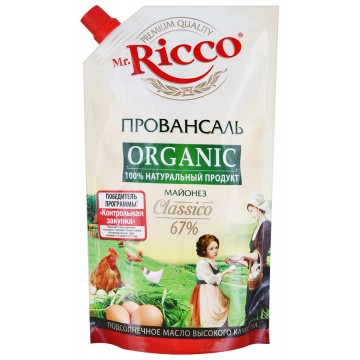 PREMIUM QUALITY
Mr. Ricco®
ПРОВАНСАЛЬ
ORGANIC
100% НАТУРАЛЬНЫЙ ПРОДУКТ
МАЙОНЕЗ
Classico
67%
ПОБЕДИТЕЛЬ
ПРОГРАММЫ
«Контрольная
закупка»
ПОДСОЛНЕЧНОЕ МАСЛО ВЫСОКОГО КАЧЕСТВА